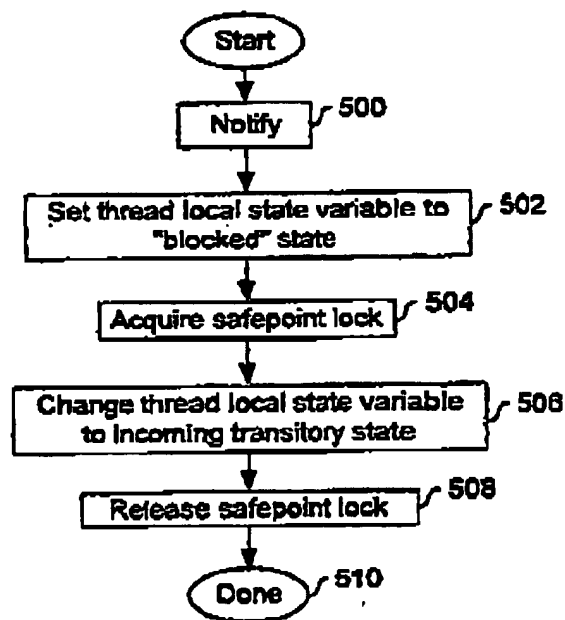 Start
Notify
500
Set thread local state variable to
"blocked" state
502
Acquire safepoint lock
504
Change thread local state variable
to incoming transitory state
506
Release safepoint lock
508
Done
510